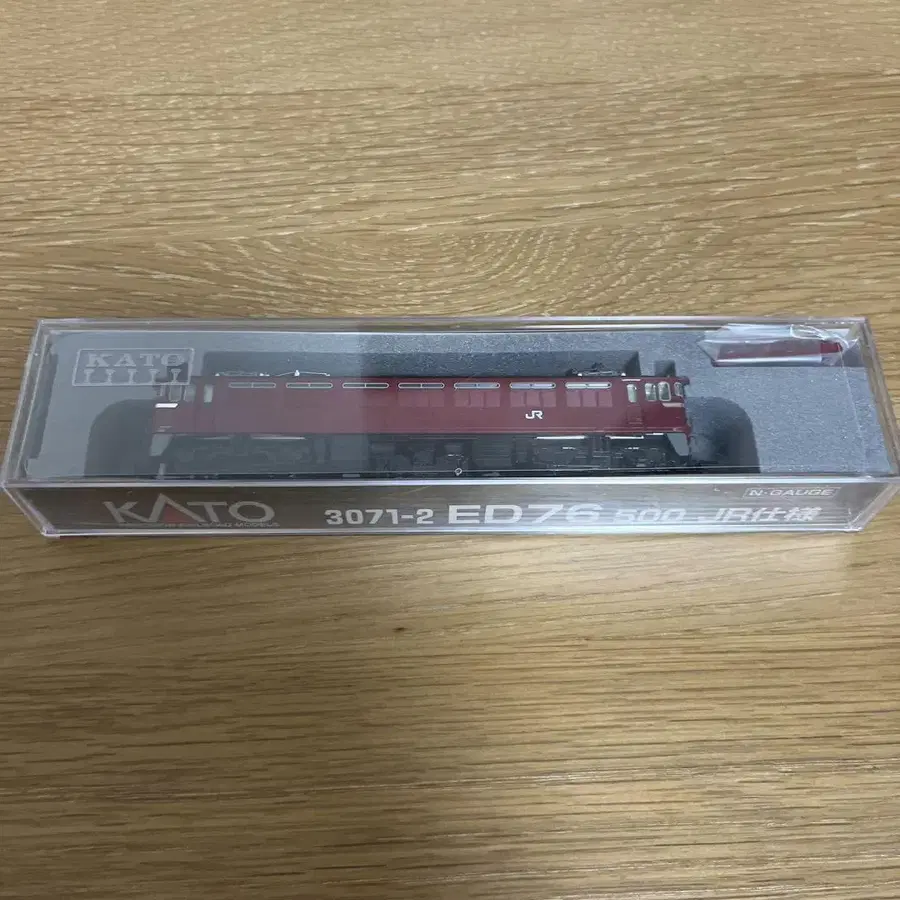 KATO
JR
N-GAUGE
KATO 3071-2 ED76 500 JR仕様